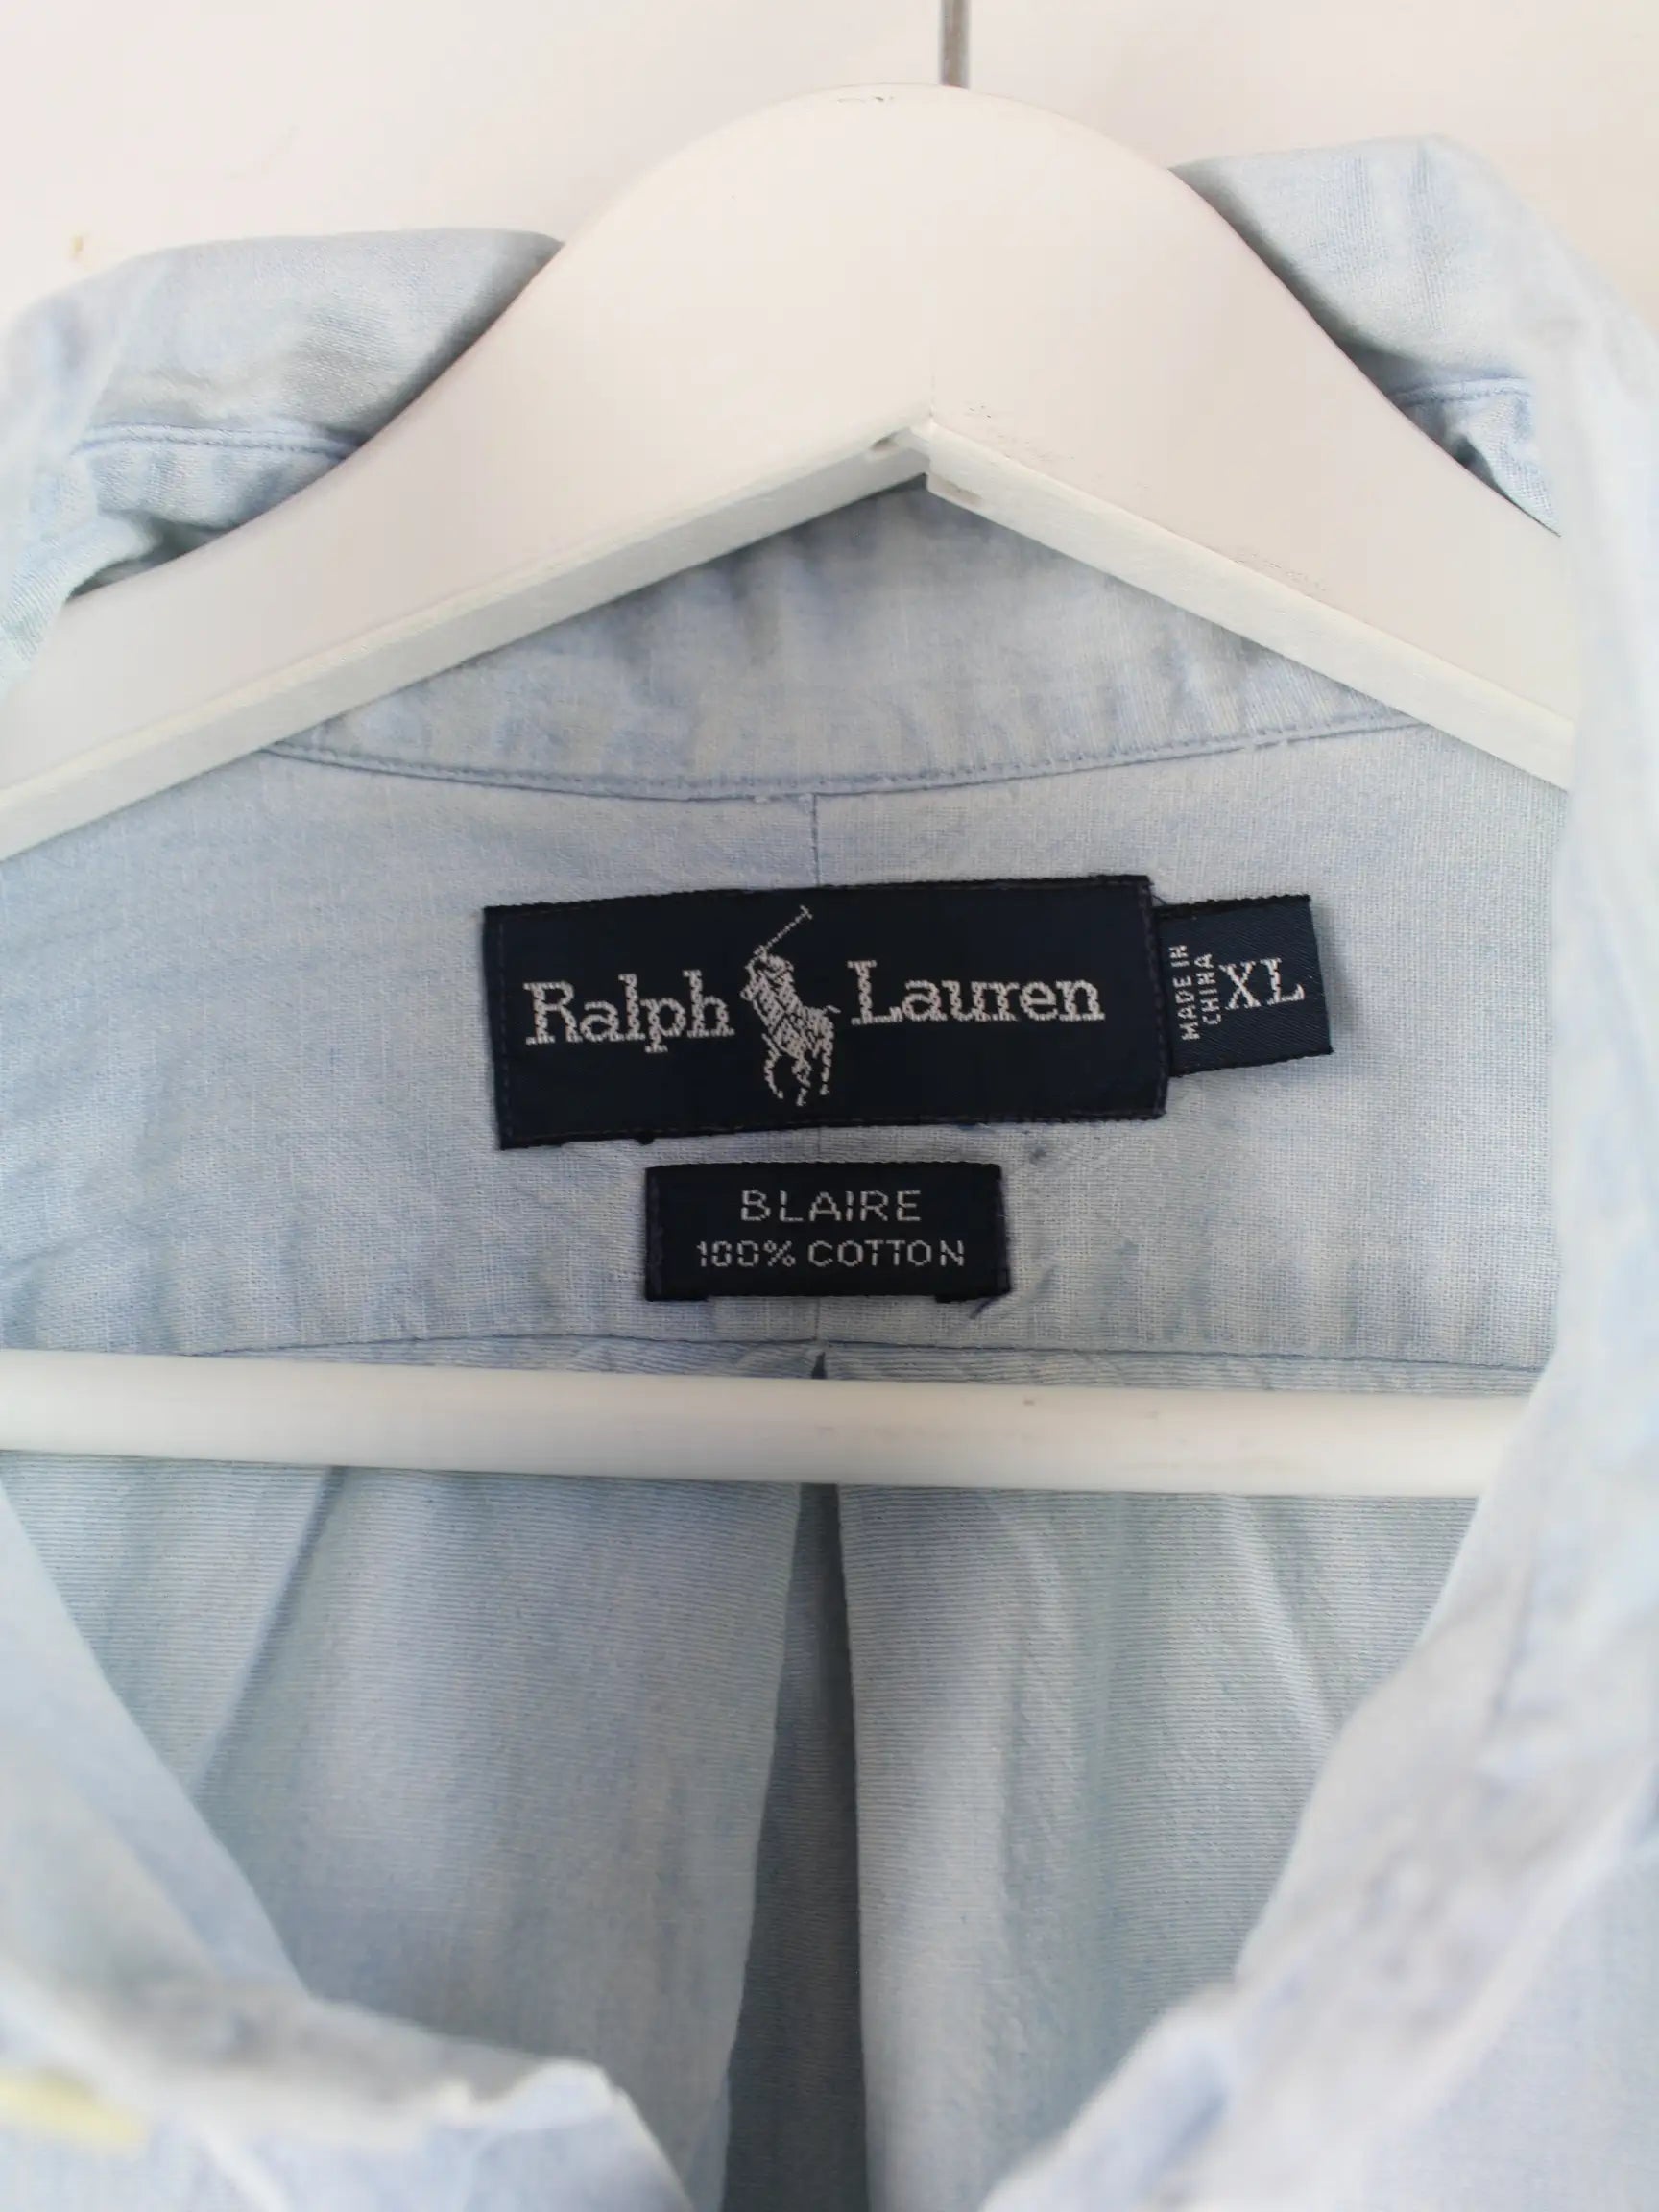 Ralph Lauren
MADE IN
CHINA
XL
BLAIRE
100% COTTON